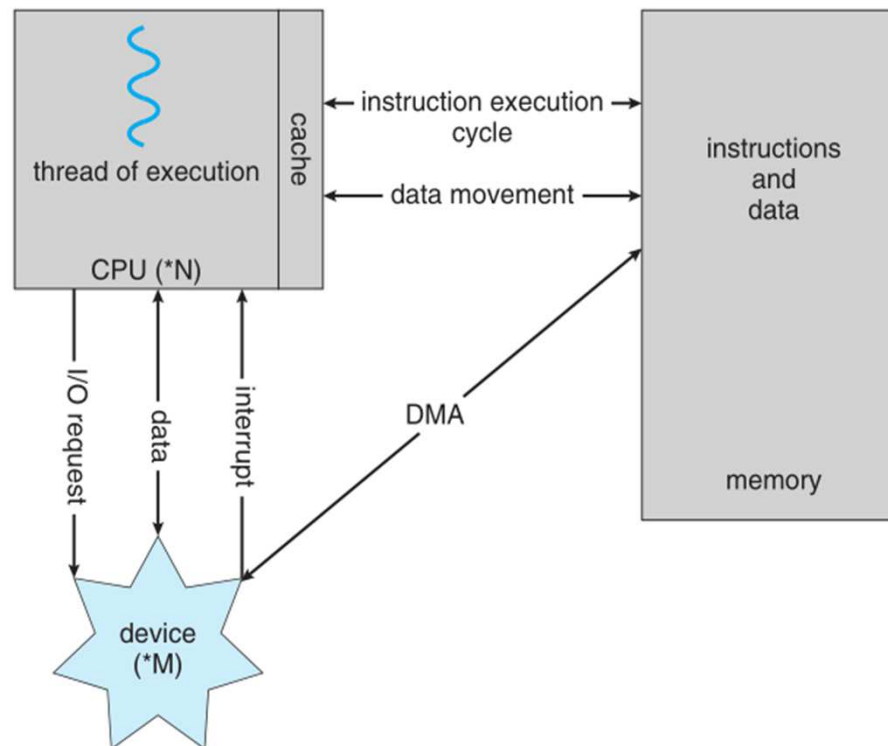 thread of execution
cache
CPU (*N)
instruction execution
cycle
data movement
instructions
and
data
memory
I/O request
data
interrupt
DMA
device
(*M)